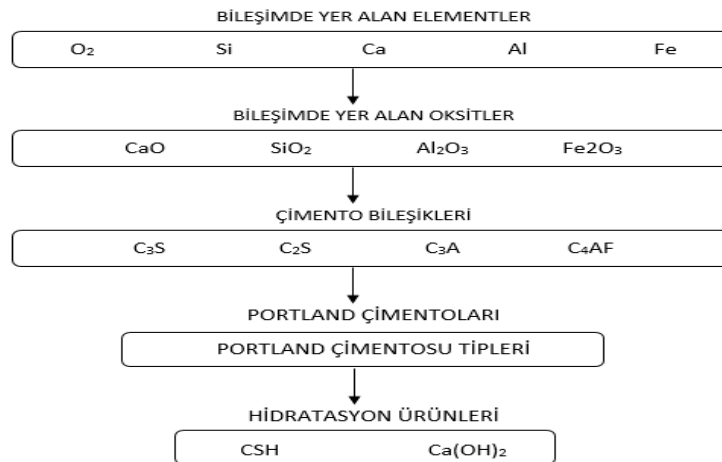 BİLEŞİMDE YER ALAN ELEMENTLER
O₂ Si Ca Al Fe
BİLEŞİMDE YER ALAN OKSİTLER
CaO SiO₂ Al₂O₃ Fe2O₃
ÇİMENTO BİLEŞİKLERİ
C₃S C₂S C₃A C₄AF
PORTLAND ÇİMENTOLARI
PORTLAND ÇİMENTOSU TİPLERİ
HİDRATASYON ÜRÜNLERİ
CSH Ca(OH)₂